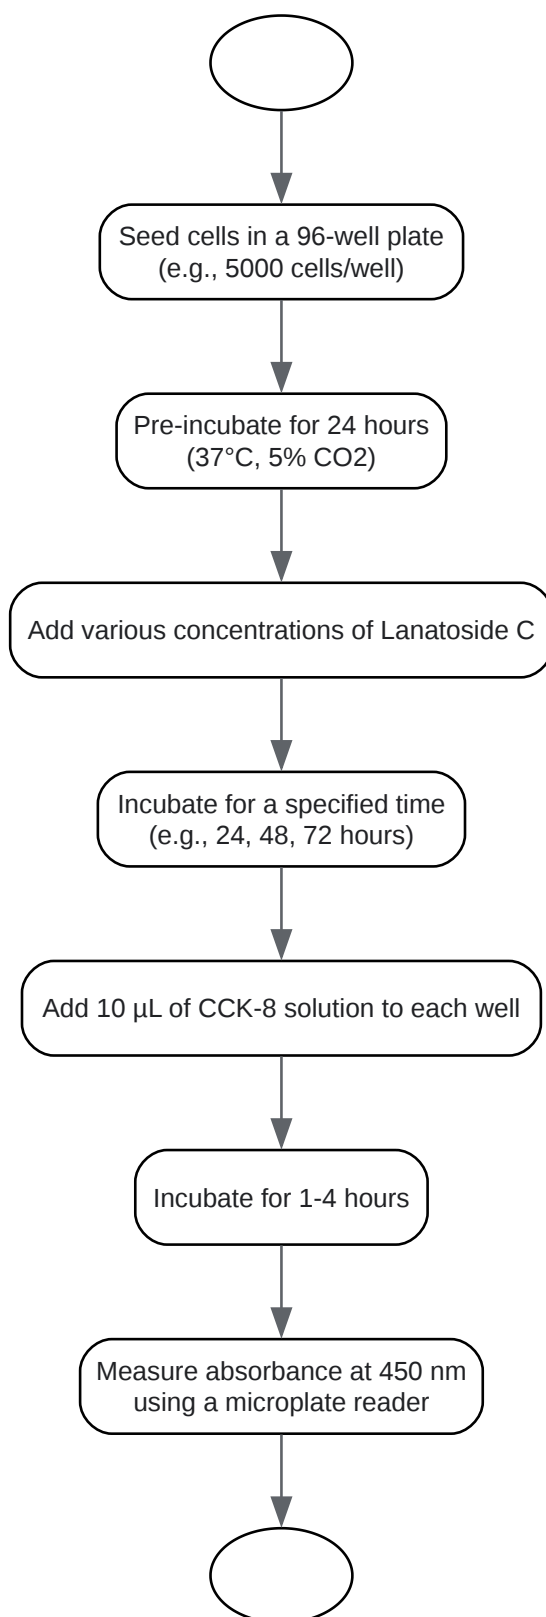 Seed cells in a 96-well plate
(e.g., 5000 cells/well)
Pre-incubate for 24 hours
(37°C, 5% CO2)
Add various concentrations of Lanatoside C
Incubate for a specified time
(e.g., 24, 48, 72 hours)
Add 10 µL of CCK-8 solution to each well
Incubate for 1-4 hours
Measure absorbance at 450 nm
using a microplate reader